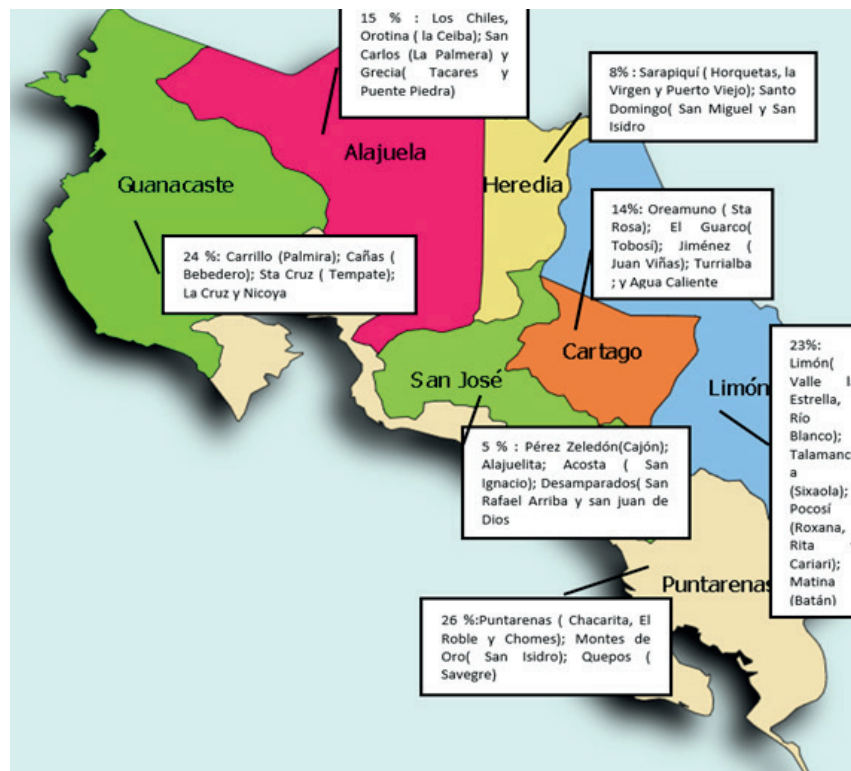 15 % : Los Chiles,
Orotina ( la Ceiba); San
Carlos (La Palmera) y
Grecia( Tacares y
Puente Piedra)
8% : Sarapiquí ( Horquetas, la
Virgen y Puerto Viejo); Santo
Domingo( San Miguel y San
Isidro
Alajuela
Guanacaste
Heredia
14%: Oreamuno ( Sta
Rosa); El Guarco(
Tobosí); Jiménez (
Juan Viñas); Turrialba
; y Agua Caliente
24 %: Carrillo (Palmira); Cañas (
Bebedero); Sta Cruz ( Tempate);
La Cruz y Nicoya
Cartago
San José
Limón
23%:
Limón(
Valle l
Estrella,
Río
Blanco);
Talamanc
a
(Sixaola);
Pocosí
(Roxana,
Rita
Cariari);
Matina
(Batán)
5 % : Pérez Zeledón(Cajón);
Alajuelita; Acosta ( San
Ignacio); Desamparados( San
Rafael Arriba y san juan de
Dios
Puntarenas
26 %:Puntarenas ( Chacarita, El
Roble y Chomes); Montes de
Oro( San Isidro); Quepos (
Savegre)